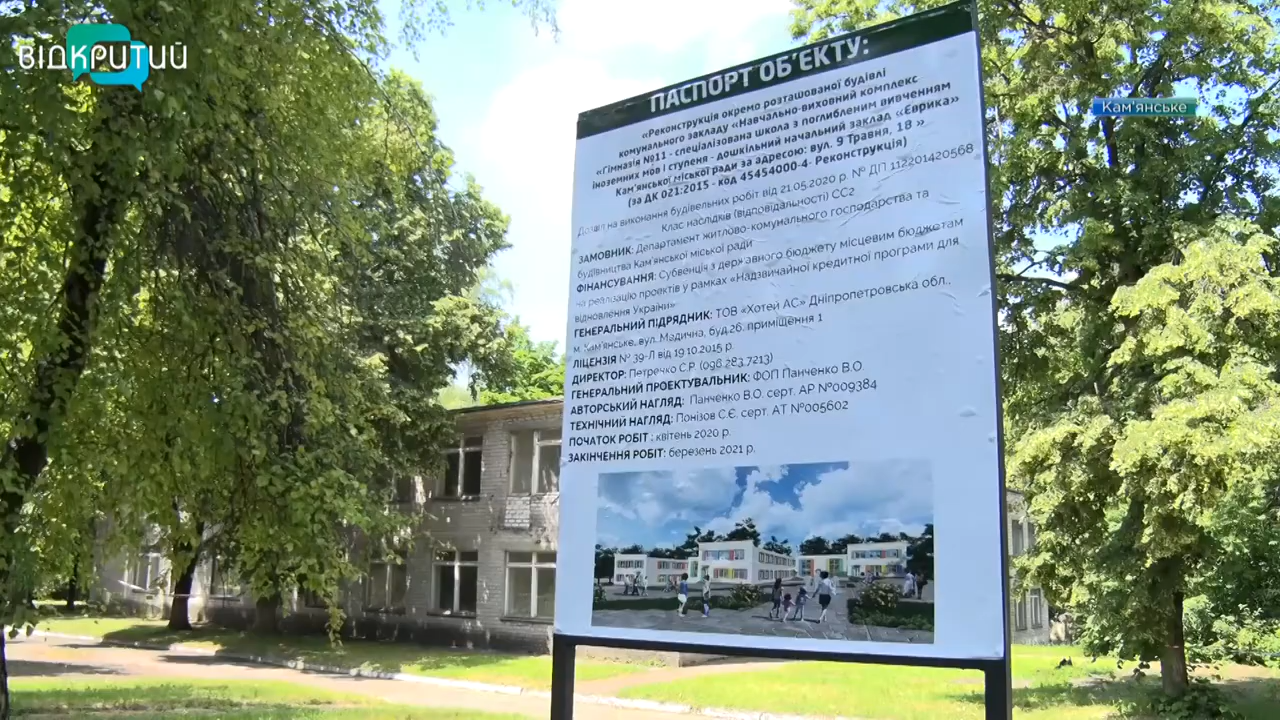 ВІДКРИТИЙ
Кам'янське
ПАСПОРТ ОБ'ЄКТУ:
«Реконструкція окремо розташованої будівлі
комунального закладу «Навчально-виховний комплекс
«Гімназія №11 - спеціалізована школа з поглибленим вивченням
іноземних мов І ступеня - дошкільний начальний заклад «Еврика»
Кам'янської міської ради за адресою: вул. 9 Травня, 18 »
(за ДК 021:2015 - код 45454000-4- Реконструкція)
Дозвіл на виконання будівельних робіт від 21.05.2020 р. № ДП 112201420568
Клас наслідків (відповідальності) СС2
ЗАМОВНИК: Департамент житлово-комунального господарства та
будівництва Кам'янської міської ради
ФІНАНСУВАННЯ: Субвенція з державного бюджету місцевим бюджетам
на реалізацію проектів у рамках «Надзвичайної кредитної програми для
відновлення України»
ГЕНЕРАЛЬНИЙ ПІДРЯДНИК: ТОВ «Хотей АС» Дніпропетровська обл.,
м. Кам'янське, вул. Медична, буд.26, приміщення 1
ЛІЦЕНЗІЯ № 39-Л від 19.10.2015 р.
ДИРЕКТОР: Петречко С.Р. (098 283 7213)
ГЕНЕРАЛЬНИЙ ПРОЕКТУВАЛЬНИК: ФОП Панченко В.О.
АВТОРСЬКИЙ НАГЛЯД: Панченко В.О. серт. АР №009384
ТЕХНІЧНИЙ НАГЛЯД: Понізов С.Є. серт. АТ №005602
ПОЧАТОК РОБІТ : квітень 2020 р.
ЗАКІНЧЕННЯ РОБІТ: березень 2021 р.